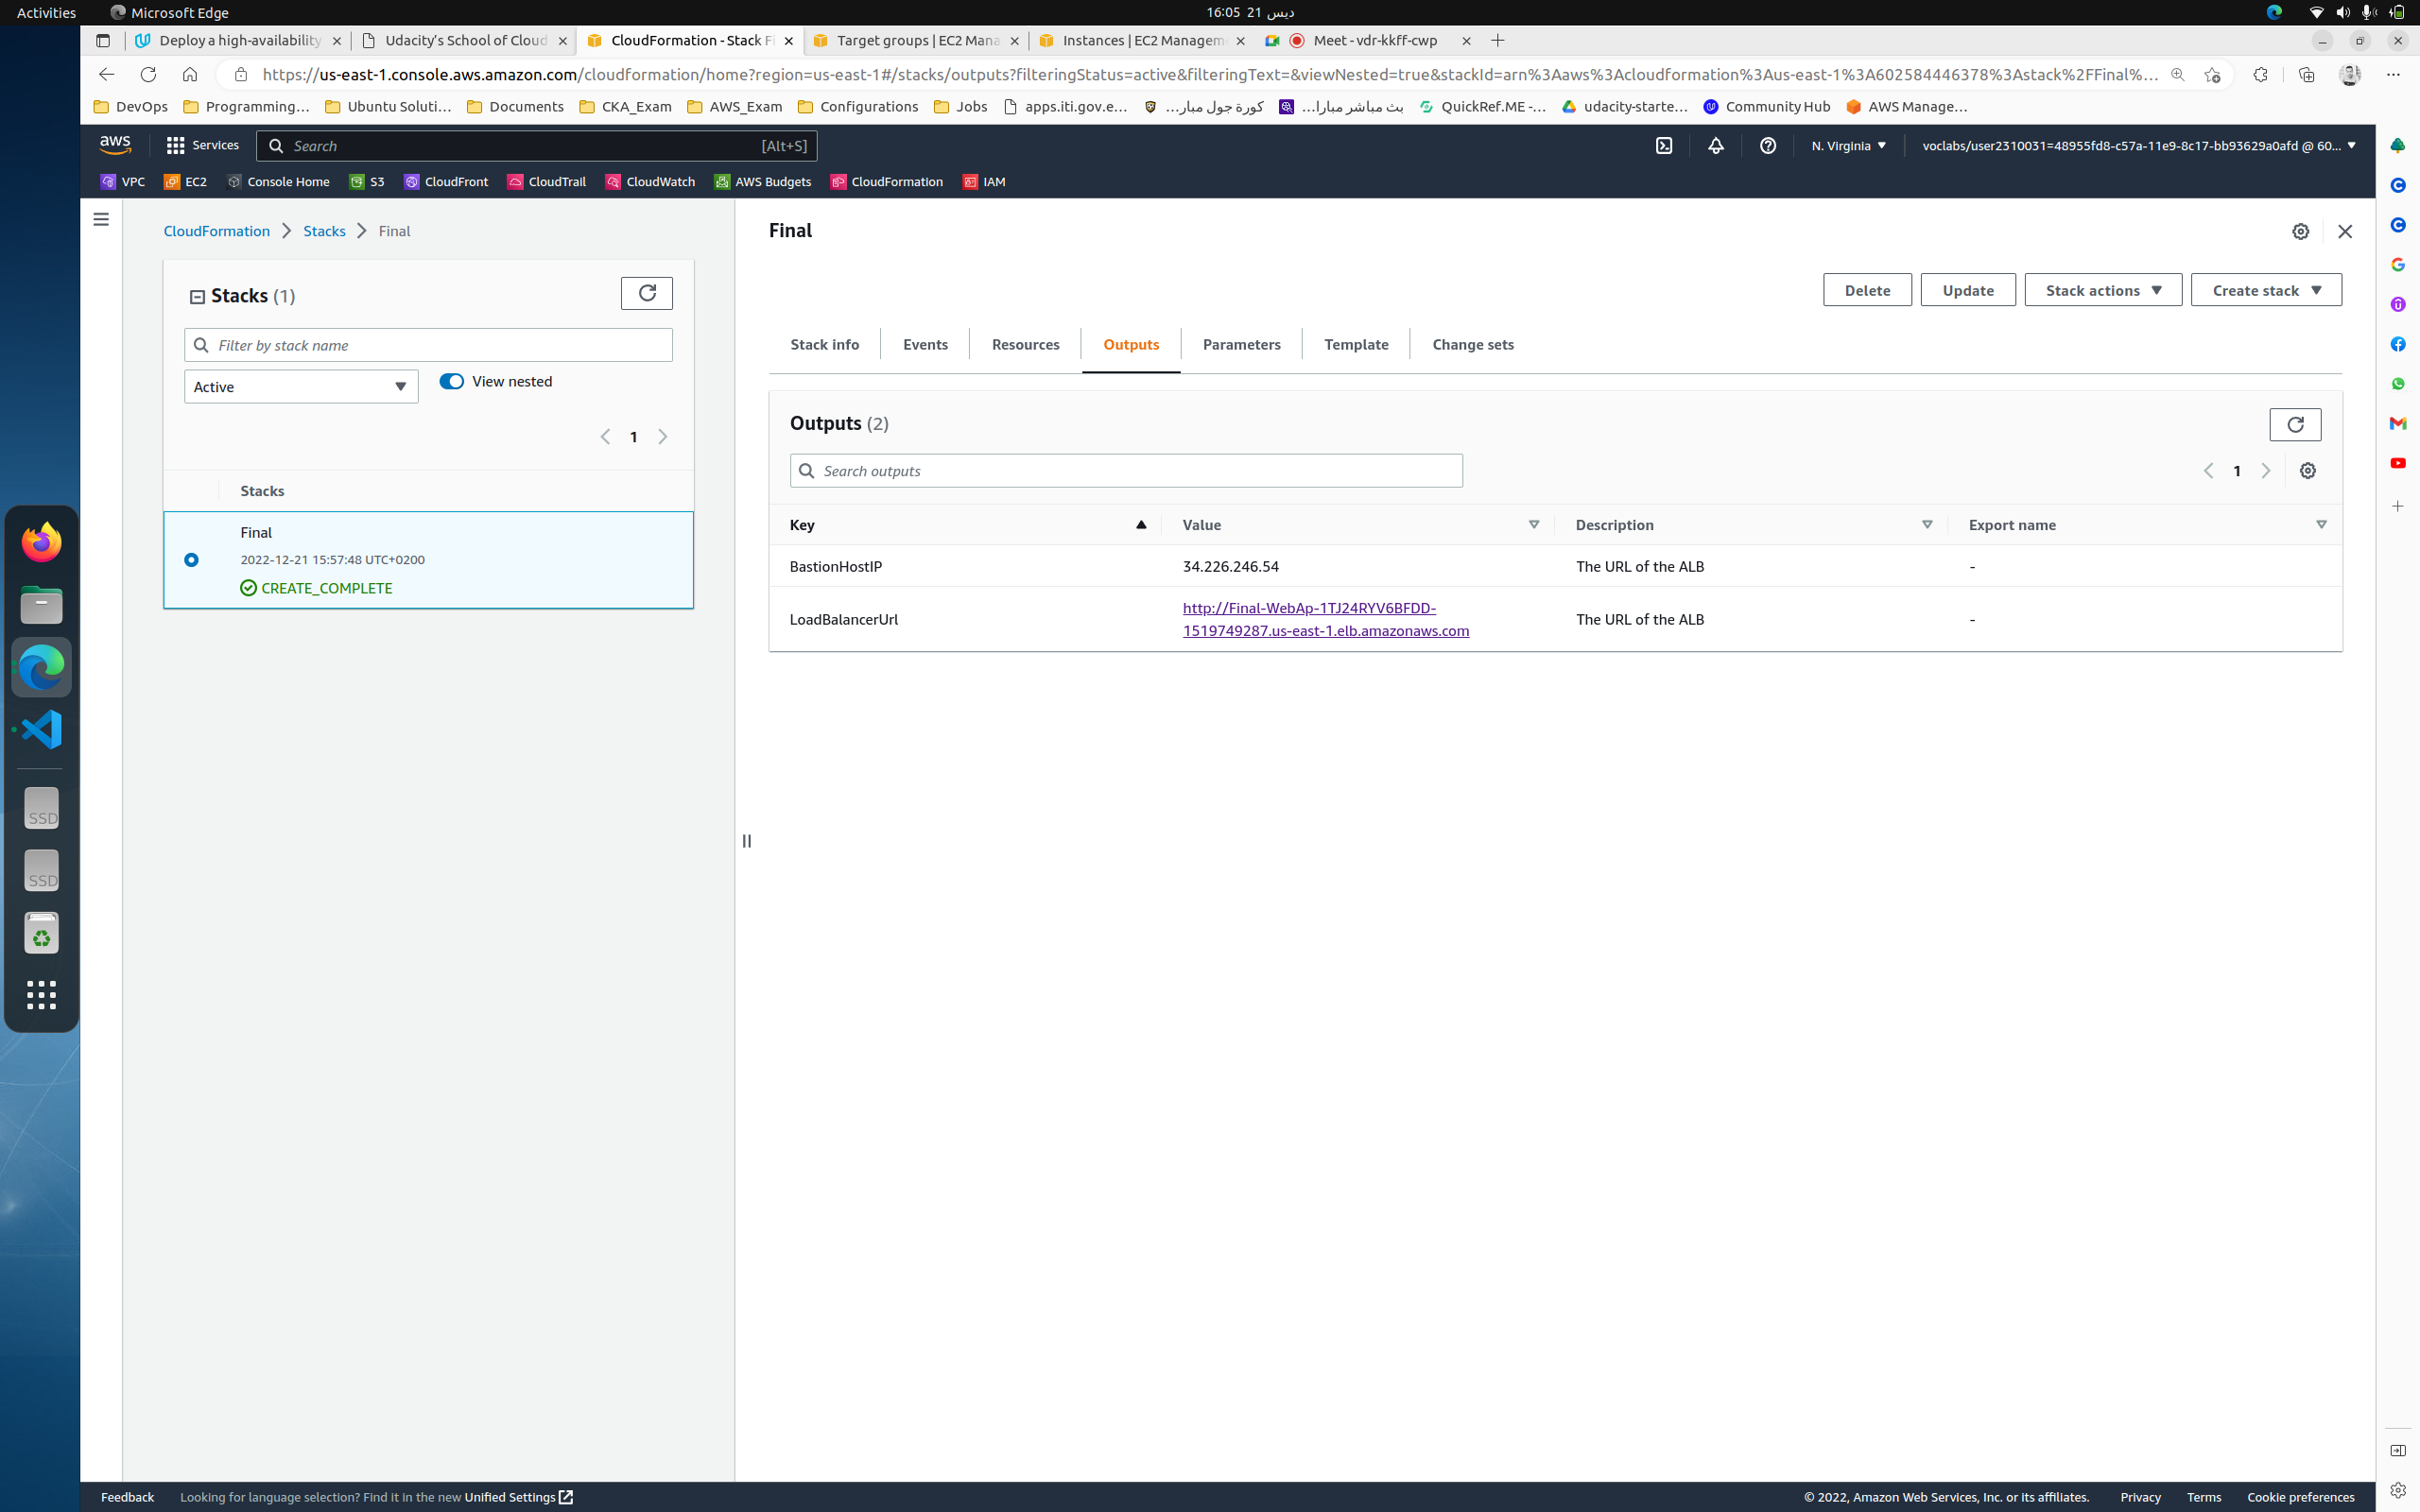 Activities
Microsoft Edge
16:05 21 ديس
Deploy a high-availability
Udacity's School of Cloud
CloudFormation - Stack Fi
Target groups | EC2 Mana
Instances | EC2 Managem
Meet - vdr-kkff-cwp
https://us-east-1.console.aws.amazon.com/cloudformation/home?region=us-east-1#/stacks/outputs?filteringStatus=active&filteringText=&viewNested=true&stackId=arn%3Aaws%3Acloudformation%3Aus-east-1%3A602584446378%3Astack%2FFinal%...
DevOps
Programming...
Ubuntu Soluti...
Documents
CKA_Exam
AWS_Exam
Configurations
Jobs
apps.iti.gov.e...
كورة جول مبار...
بث مباشر مبارا...
QuickRef.ME -...
udacity-starte...
Community Hub
AWS Manage...
aws
Services
Search
[Alt+S]
N. Virginia
voclabs/user2310031=48955fd8-c57a-11e9-8c17-bb93629a0afd @ 60...
VPC
EC2
Console Home
S3
CloudFront
CloudTrail
CloudWatch
AWS Budgets
CloudFormation
IAM
CloudFormation
Stacks
Final
Stacks (1)
Filter by stack name
Active
View nested
1
Stacks
Final
2022-12-21 15:57:48 UTC+0200
CREATE_COMPLETE
Final
Delete
Update
Stack actions
Create stack
Stack info
Events
Resources
Outputs
Parameters
Template
Change sets
Outputs (2)
Search outputs
1
Key
Value
Description
Export name
BastionHostIP
34.226.246.54
The URL of the ALB
-
LoadBalancerUrl
http://Final-WebAp-1TJ24RYV6BFDD-
1519749287.us-east-1.elb.amazonaws.com
The URL of the ALB
-
SSD
SSD
Feedback
Looking for language selection? Find it in the new Unified Settings
© 2022, Amazon Web Services, Inc. or its affiliates.
Privacy
Terms
Cookie preferences